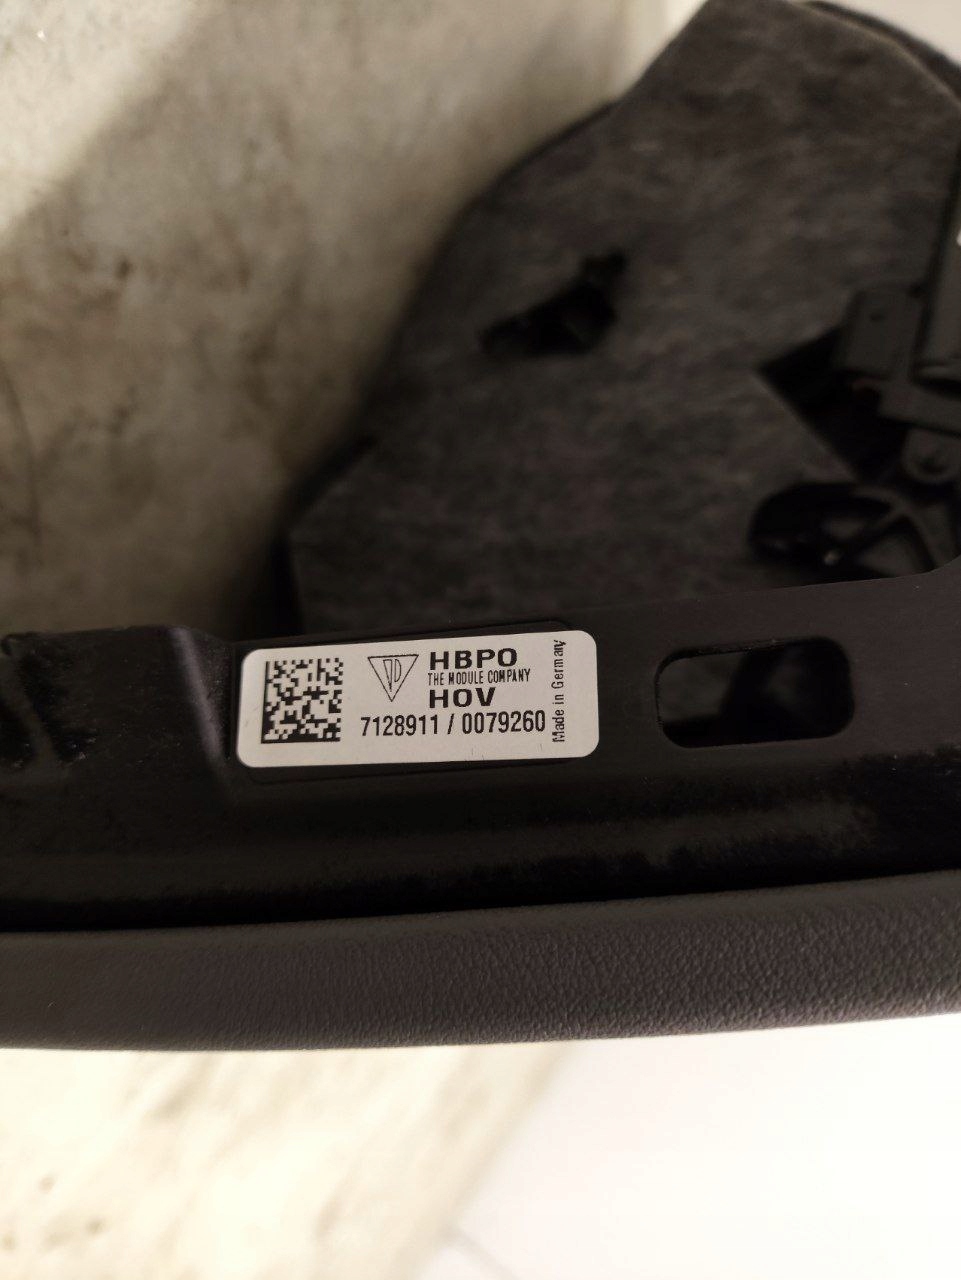 HBPO
THE MODULE COMPANY
HOV
7128911 / 0079260
Made in Germany